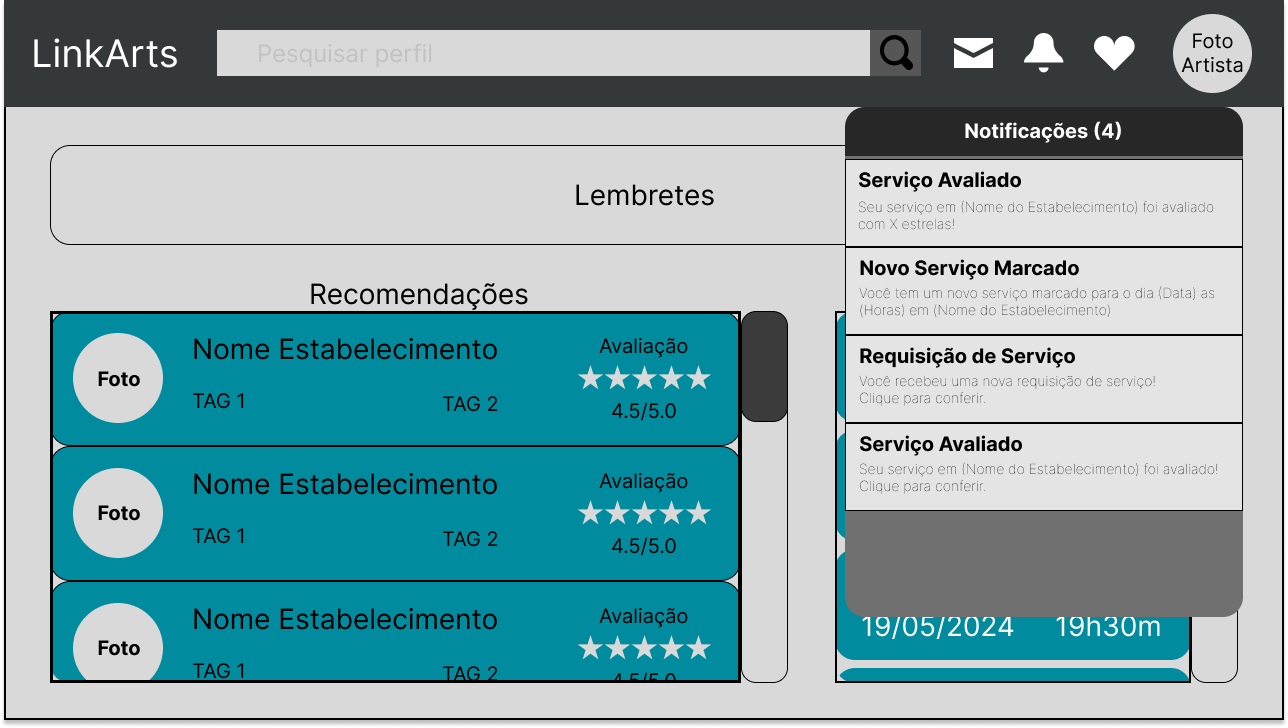 LinkArts
Pesquisar perfil
Foto
Artista
Notificações (4)
Serviço Avaliado
Seu serviço em (Nome do Estabelecimento) foi avaliado
com X estrelas!
Novo Serviço Marcado
Você tem um novo serviço marcado para o dia (Data) as
(Horas) em (Nome do Estabelecimento)
Requisição de Serviço
Você recebeu uma nova requisição de serviço!
Clique para conferir.
Serviço Avaliado
Seu serviço em (Nome do Estabelecimento) foi avaliado!
Clique para conferir.
Lembretes
Recomendações
Foto
Nome Estabelecimento
TAG 1
TAG 2
Avaliação
4.5/5.0
Foto
Nome Estabelecimento
TAG 1
TAG 2
Avaliação
4.5/5.0
Foto
Nome Estabelecimento
TAG 1
TAG 2
Avaliação
4.5/5.0
19/05/2024
19h30m